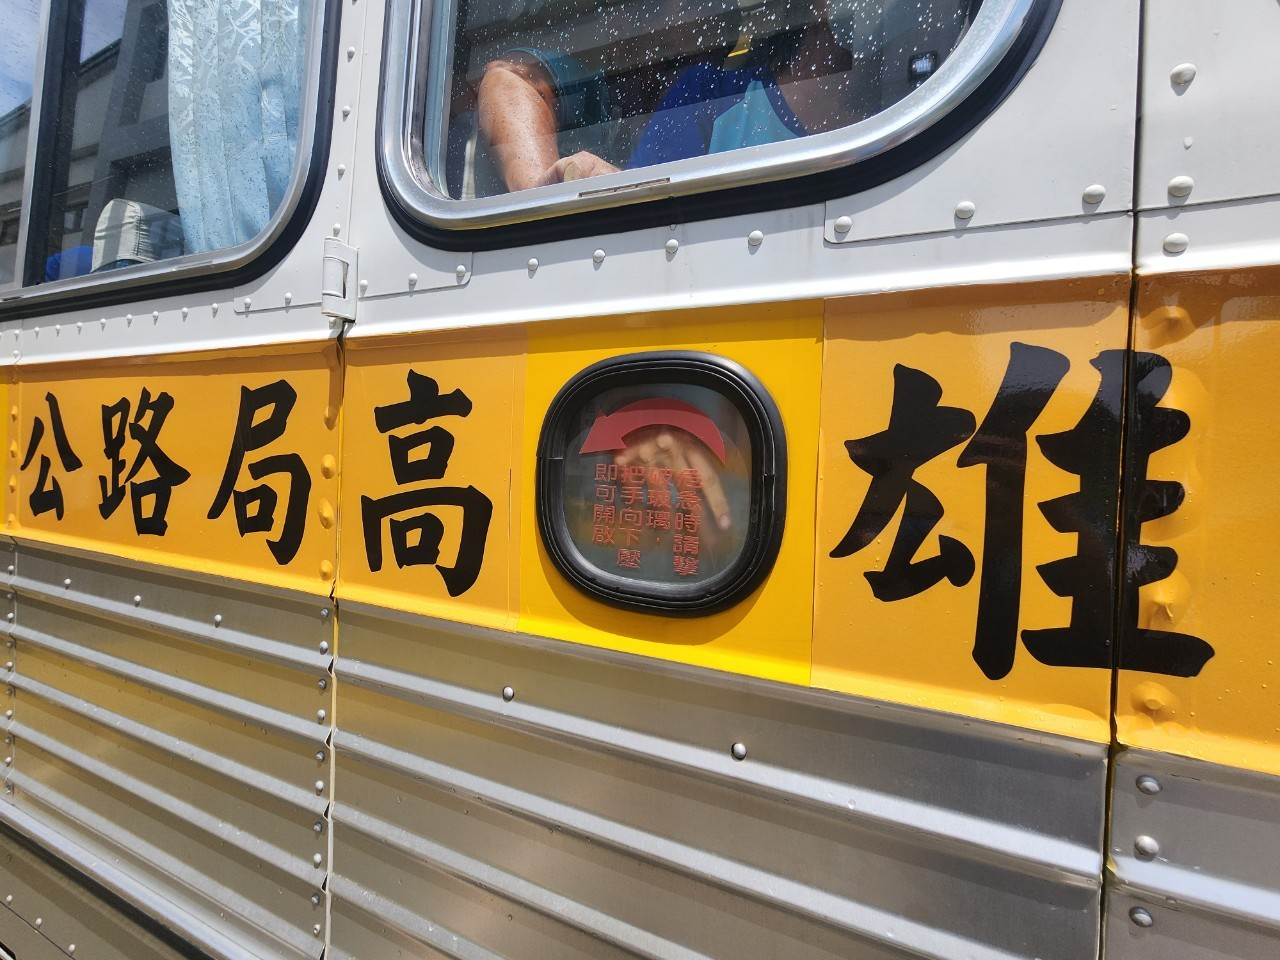 公路局高雄
危急時請擊
破玻璃，
把手向下壓
即可開啟